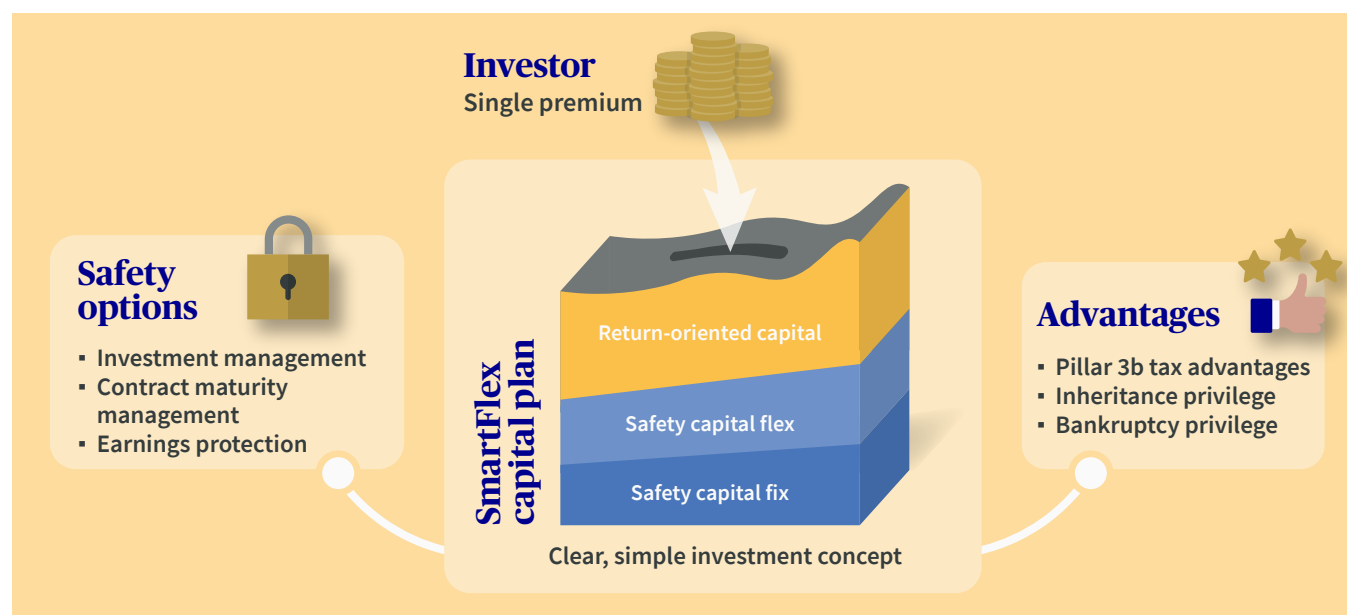 Investor
Single premium
Safety
options
▪ Investment management
▪ Contract maturity
management
▪ Earnings protection
SmartFlex
capital plan
Return-oriented capital
Safety capital flex
Safety capital fix
Clear, simple investment concept
Advantages
▪ Pillar 3b tax advantages
▪ Inheritance privilege
▪ Bankruptcy privilege